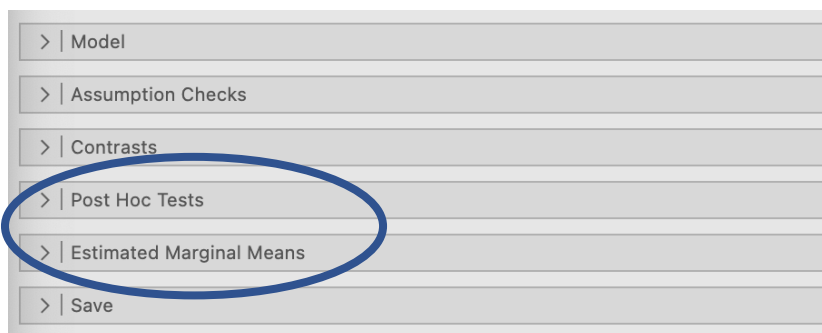 Model
Assumption Checks
Contrasts
Post Hoc Tests
Estimated Marginal Means
Save